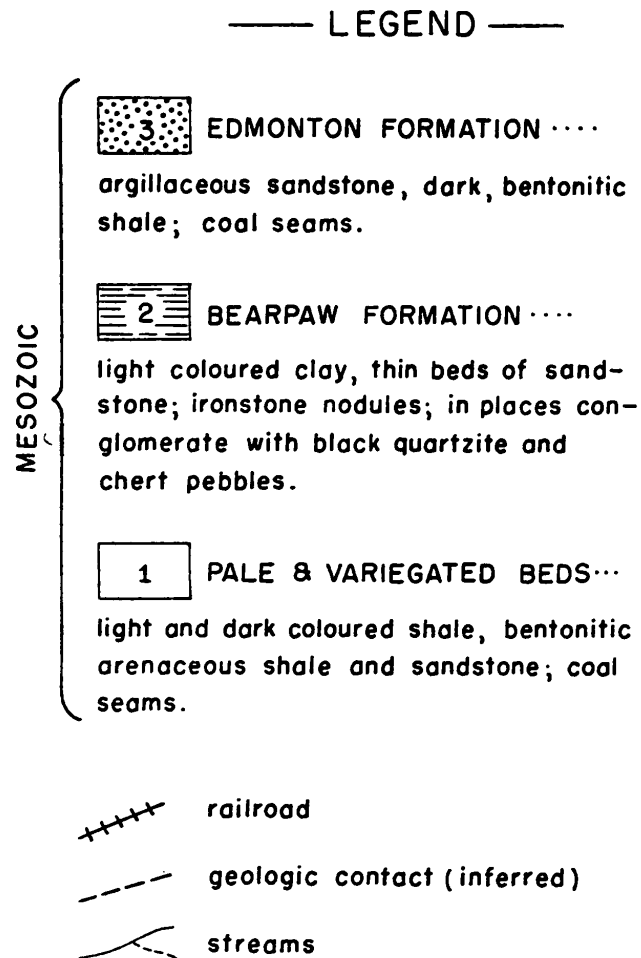 LEGEND
MESOZOIC
3 EDMONTON FORMATION ....
argillaceous sandstone, dark, bentonitic
shale; coal seams.
2 BEARPAW FORMATION ....
light coloured clay, thin beds of sand-
stone; ironstone nodules; in places con-
glomerate with black quartzite and
chert pebbles.
1 PALE & VARIEGATED BEDS...
light and dark coloured shale, bentonitic
arenaceous shale and sandstone; coal
seams.
railroad
geologic contact (inferred)
streams